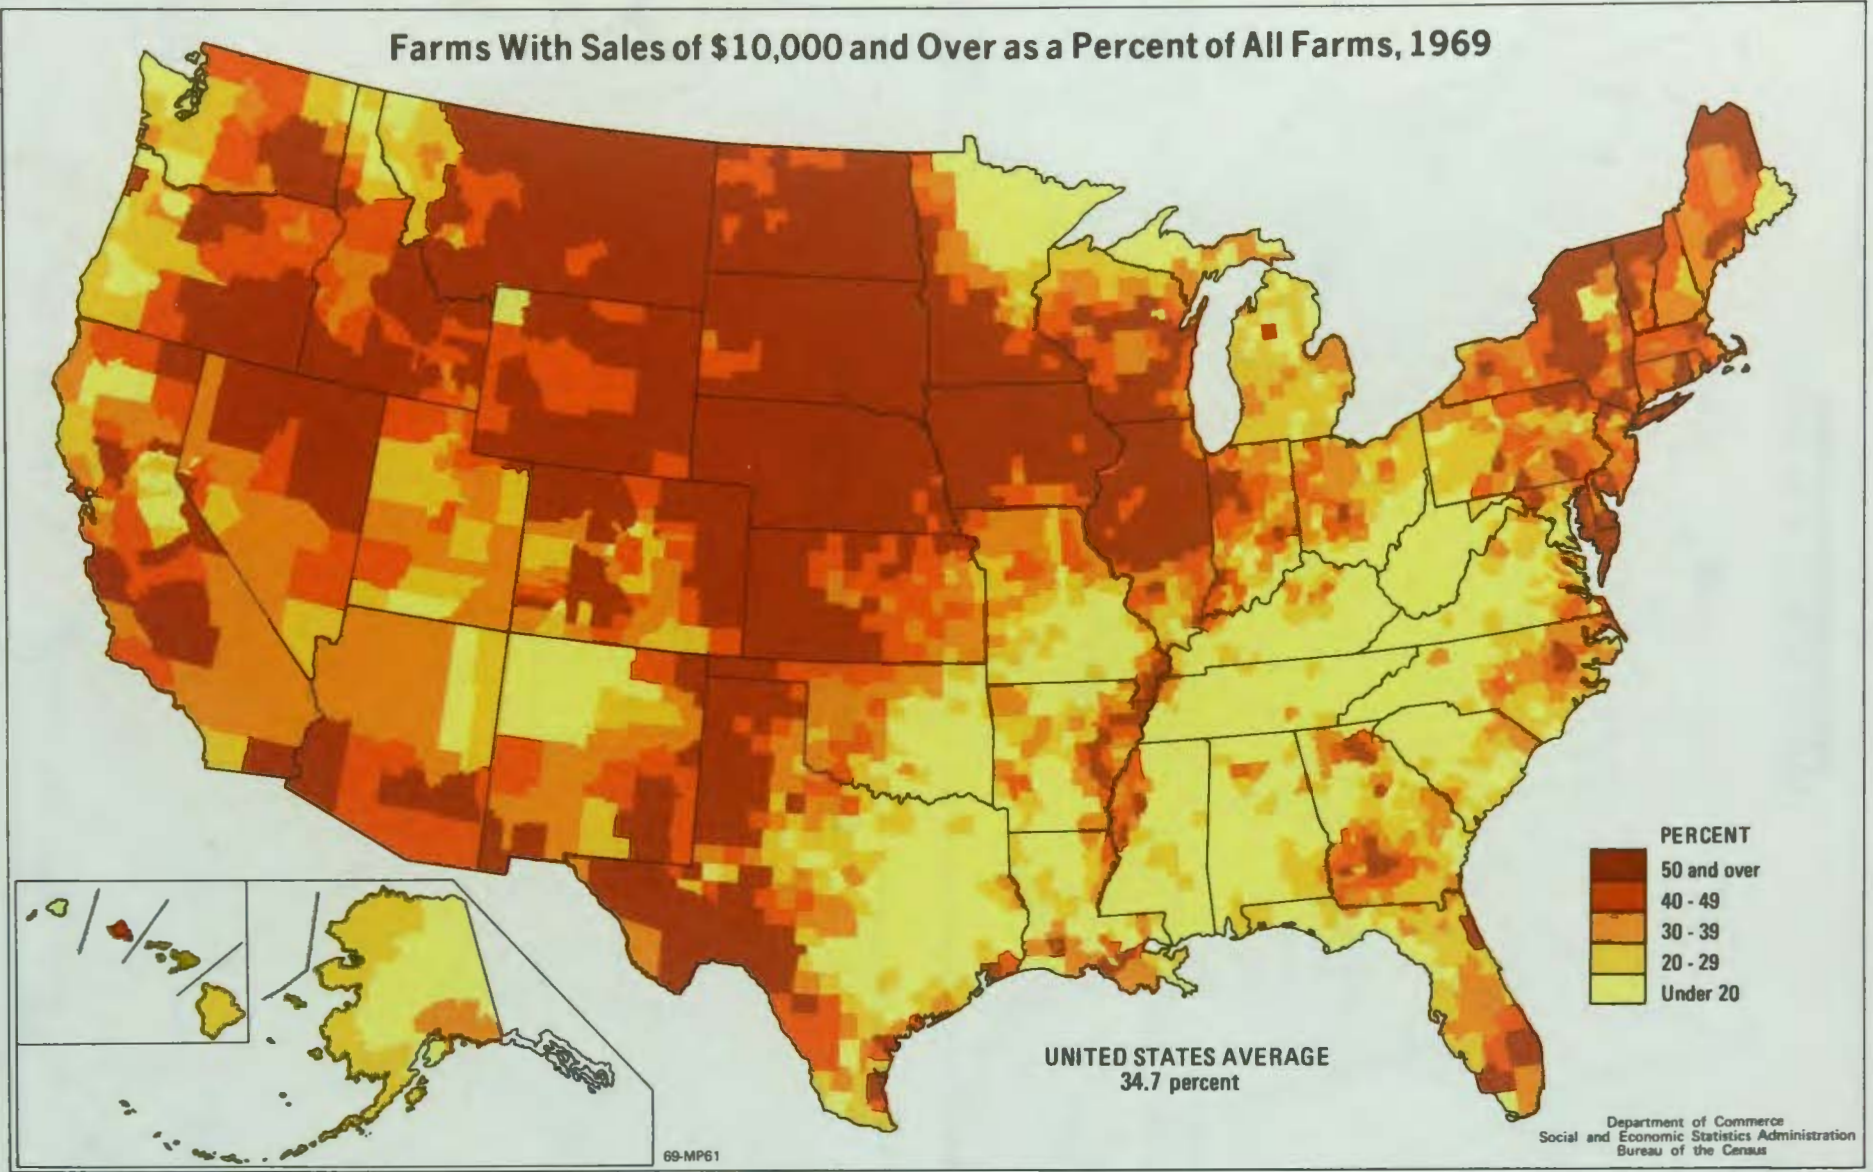 Farms With Sales of $10,000 and Over as a Percent of All Farms, 1969
PERCENT
50 and over
40 - 49
30 - 39
20 - 29
Under 20
UNITED STATES AVERAGE
34.7 percent
Department of Commerce
Social and Economic Statistics Administration
Bureau of the Census
69-MP61